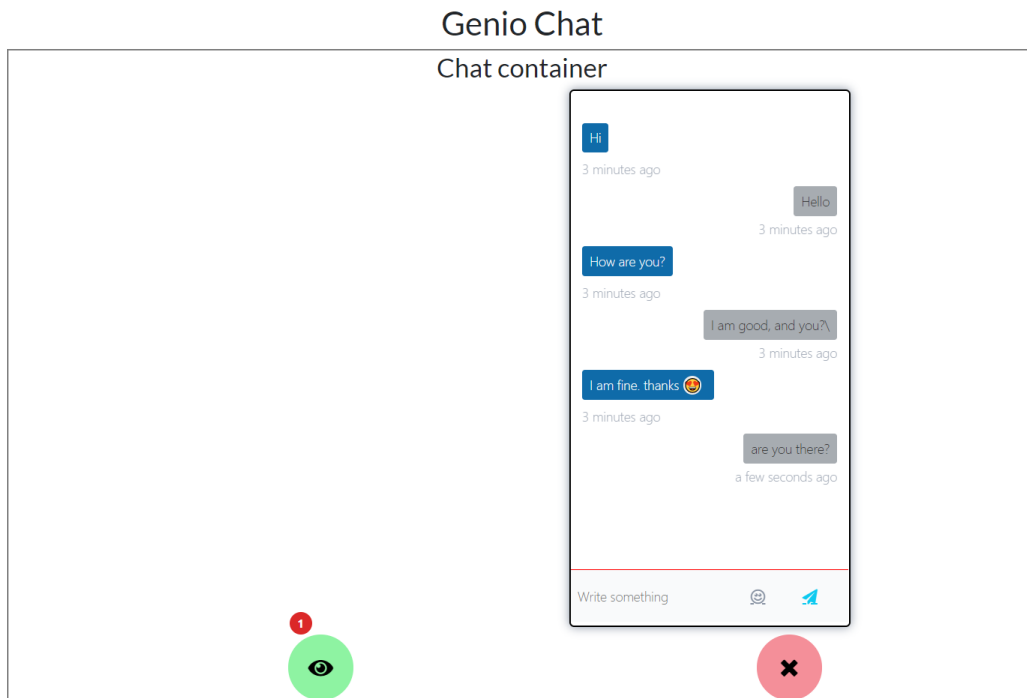 Genio Chat
Chat container
Hi
3 minutes ago
Hello
3 minutes ago
How are you?
3 minutes ago
I am good, and you?\
3 minutes ago
I am fine. thanks 🤩
3 minutes ago
are you there?
a few seconds ago
Write something
1